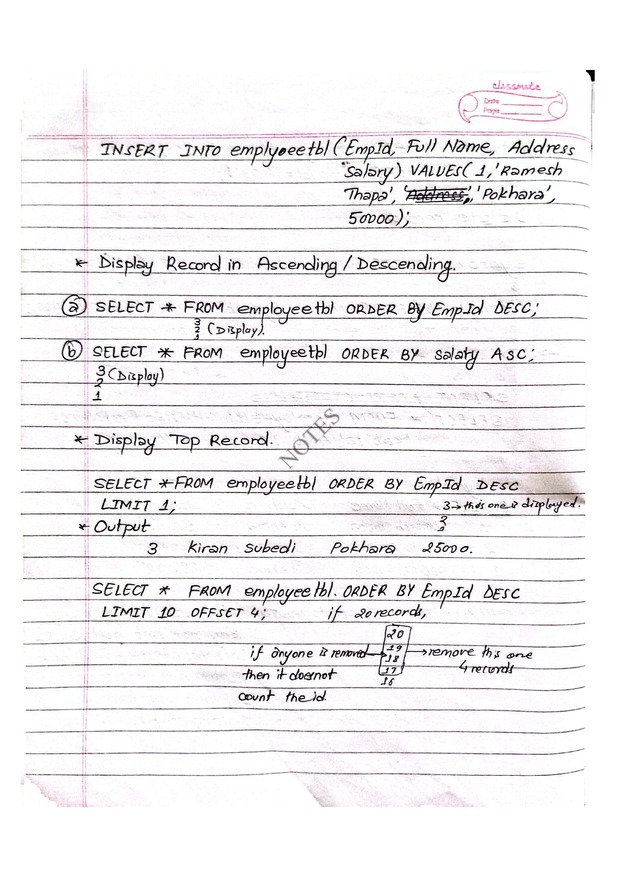 classmate
Date
Page
INSERT INTO emplyoeetbl (EmpId, Full Name, Address
Salary) VALUES( 1,'Ramesh
Thapa', 'Address', 'Pokhara',
50000);
* Display Record in Ascending / Descending.
(a) SELECT * FROM employeetbl ORDER BY EmpId DESC;
3
2 (Display).
1
(b) SELECT * FROM employeetbl ORDER BY Salary ASC;
3 (Display)
2
1
NOTES
* Display Top Record.
SELECT * FROM employeetbl ORDER BY EmpId DESC
LIMIT 1;
3 → this one is displayed.
2
1
* Output
3 Kiran Subedi Pokhara 25000.
SELECT * FROM employeetbl. ORDER BY EmpId DESC
LIMIT 10 OFFSET 4; if 20 records,
20
19
18
17
16
if anyone is removed
then it does not
count the id
→ remove this one
4 records